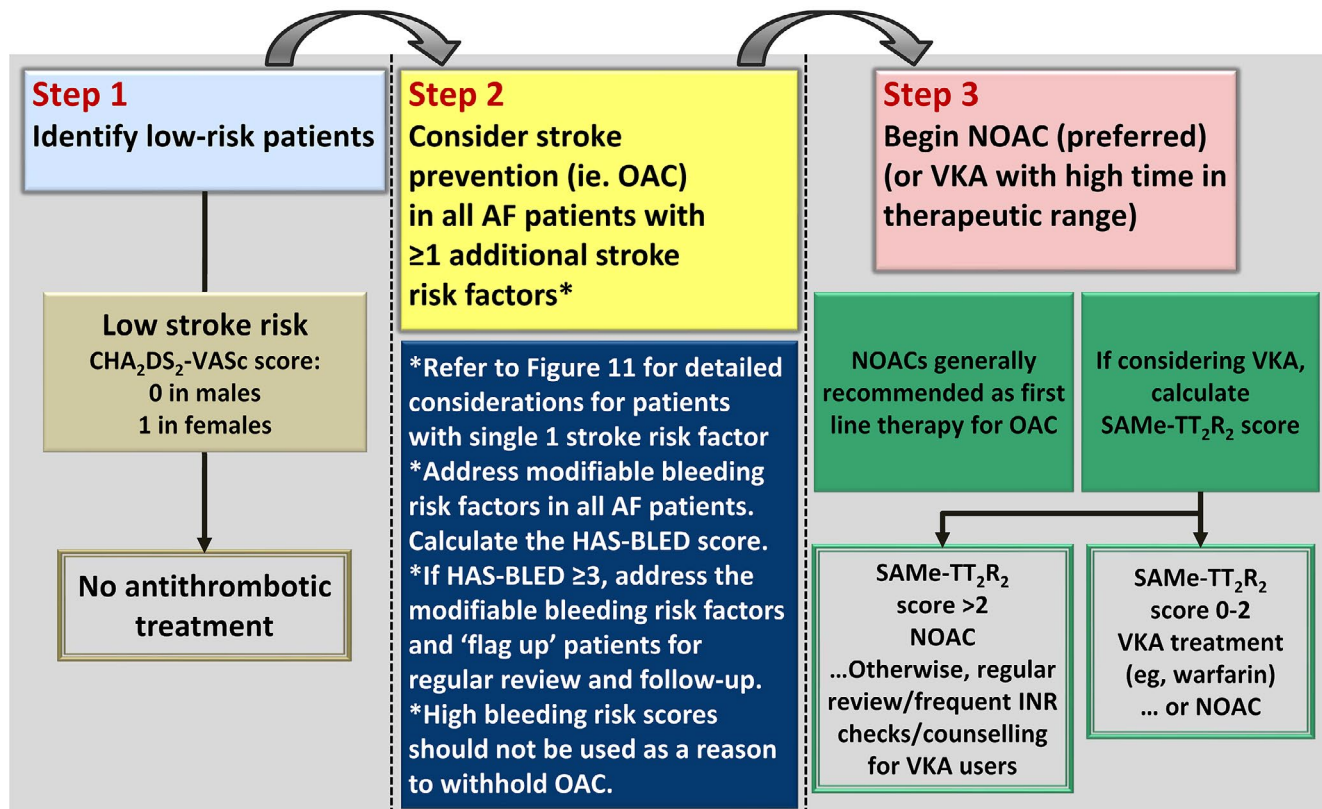 Step 1
Identify low-risk patients
Low stroke risk
CHA₂DS₂-VASc score:
0 in males
1 in females
No antithrombotic
treatment
Step 2
Consider stroke
prevention (ie. OAC)
in all AF patients with
≥1 additional stroke
risk factors*
*Refer to Figure 11 for detailed
considerations for patients
with single 1 stroke risk factor
*Address modifiable bleeding
risk factors in all AF patients.
Calculate the HAS-BLED score.
*If HAS-BLED ≥3, address the
modifiable bleeding risk factors
and ‘flag up’ patients for
regular review and follow-up.
*High bleeding risk scores
should not be used as a reason
to withhold OAC.
Step 3
Begin NOAC (preferred)
(or VKA with high time in
therapeutic range)
NOACs generally
recommended as first
line therapy for OAC
If considering VKA,
calculate
SAMe-TT₂R₂ score
SAMe-TT₂R₂
score >2
NOAC
...Otherwise, regular
review/frequent INR
checks/counselling
for VKA users
SAMe-TT₂R₂
score 0-2
VKA treatment
(eg, warfarin)
... or NOAC